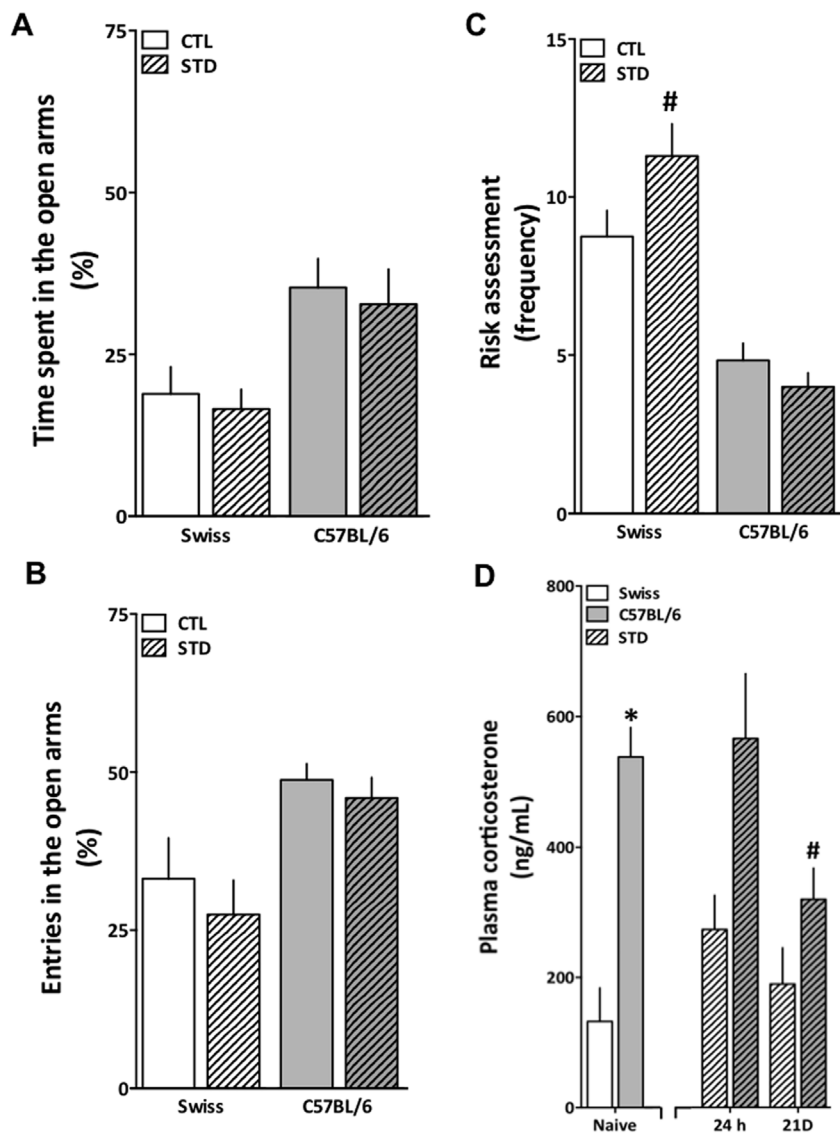 A
Time spent in the open arms
(%)
75
50
25
0
CTL
STD
Swiss
C57BL/6
B
Entries in the open arms
(%)
75
50
25
0
CTL
STD
Swiss
C57BL/6
C
Risk assessment
(frequency)
15
10
5
0
CTL
STD
#
Swiss
C57BL/6
D
Plasma corticosterone
(ng/mL)
800
600
400
200
0
Swiss
C57BL/6
STD
*
#
Naive
24 h
21D